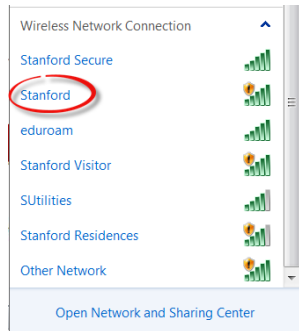 Wireless Network Connection
Stanford Secure
Stanford
eduroam
Stanford Visitor
SUtilities
Stanford Residences
Other Network
Open Network and Sharing Center